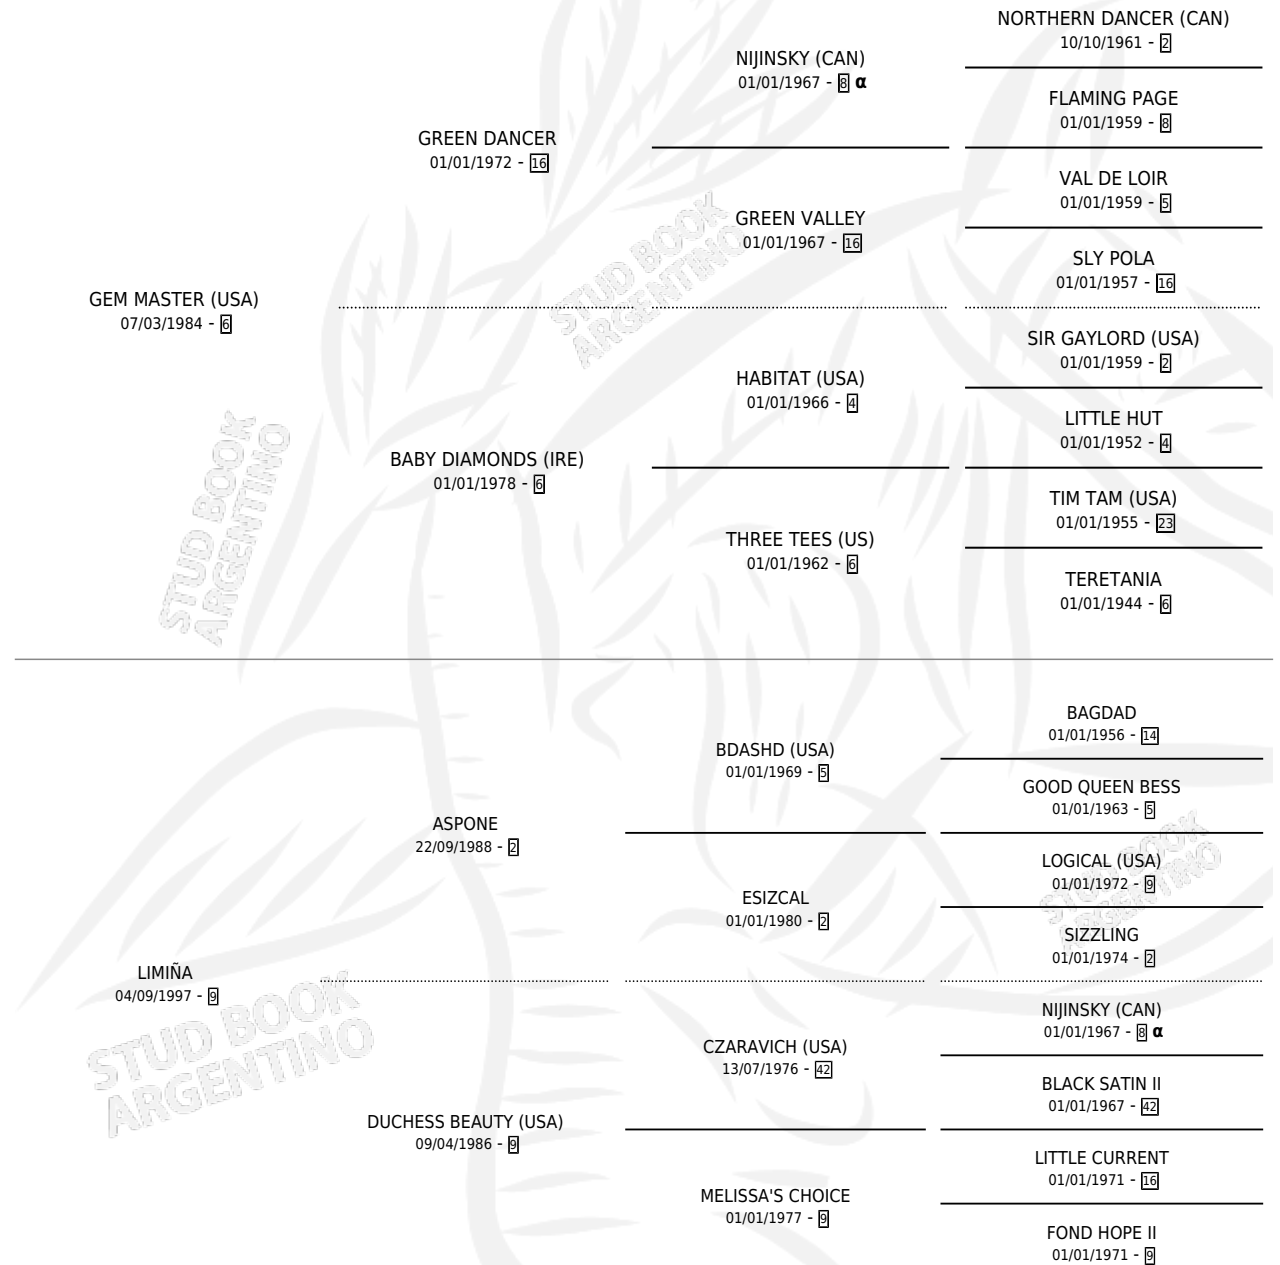 NORTHERN DANCER (CAN)
10/10/1961 - 2
NIJINSKY (CAN)
01/01/1967 - 8 α
FLAMING PAGE
01/01/1959 - 8
GREEN DANCER
01/01/1972 - 16
VAL DE LOIR
01/01/1959 - 5
GREEN VALLEY
01/01/1967 - 16
SLY POLA
01/01/1957 - 16
GEM MASTER (USA)
07/03/1984 - 6
SIR GAYLORD (USA)
01/01/1959 - 2
HABITAT (USA)
01/01/1966 - 4
LITTLE HUT
01/01/1952 - 4
BABY DIAMONDS (IRE)
01/01/1978 - 6
TIM TAM (USA)
01/01/1955 - 23
THREE TEES (US)
01/01/1962 - 6
TERETANIA
01/01/1944 - 6
BAGDAD
01/01/1956 - 14
BDASHD (USA)
01/01/1969 - 5
GOOD QUEEN BESS
01/01/1963 - 5
ASPONE
22/09/1988 - 2
LOGICAL (USA)
01/01/1972 - 9
ESIZCAL
01/01/1980 - 2
SIZZLING
01/01/1974 - 2
LIMIÑA
04/09/1997 - 9
NIJINSKY (CAN)
01/01/1967 - 8 α
CZARAVICH (USA)
13/07/1976 - 42
BLACK SATIN II
01/01/1967 - 42
DUCHESS BEAUTY (USA)
09/04/1986 - 9
LITTLE CURRENT
01/01/1971 - 16
MELISSA'S CHOICE
01/01/1977 - 9
FOND HOPE II
01/01/1971 - 9
STUD BOOK
ARGENTINO
STUD BOOK
ARGENTINO
STUD BOOK
ARGENTINO
STUD BOOK
ARGENTINO